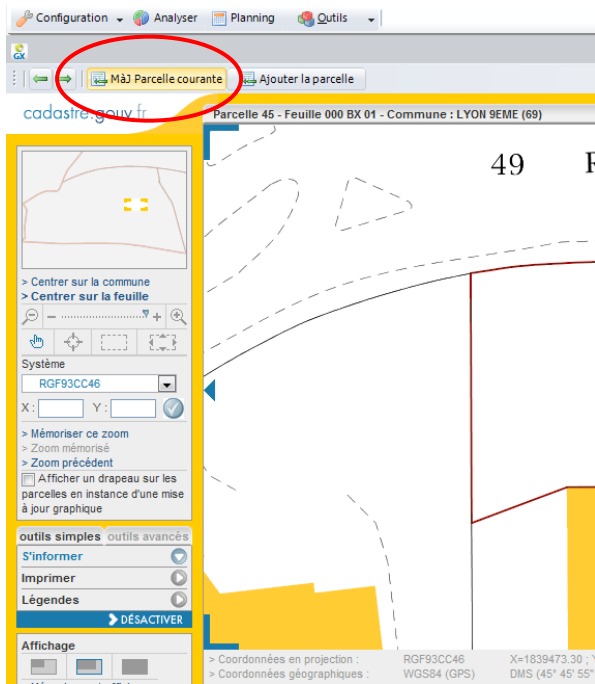 Configuration Analyser Planning Outils
GX
MàJ Parcelle courante Ajouter la parcelle
cadastre.gouv.fr
Parcelle 45 - Feuille 000 BX 01 - Commune : LYON 9EME (69)
49
> Centrer sur la commune
> Centrer sur la feuille
Système
RGF93CC46
X : Y :
> Mémoriser ce zoom
> Zoom mémorisé
> Zoom précédent
Afficher un drapeau sur les
parcelles en instance d'une mise
à jour graphique
outils simples outils avancés
S'informer
Imprimer
Légendes
DÉSACTIVER
Affichage
> Coordonnées en projection : RGF93CC46 X=1839473.30 ; Y
> Coordonnées géographiques : WGS84 (GPS) DMS (45° 45' 55"